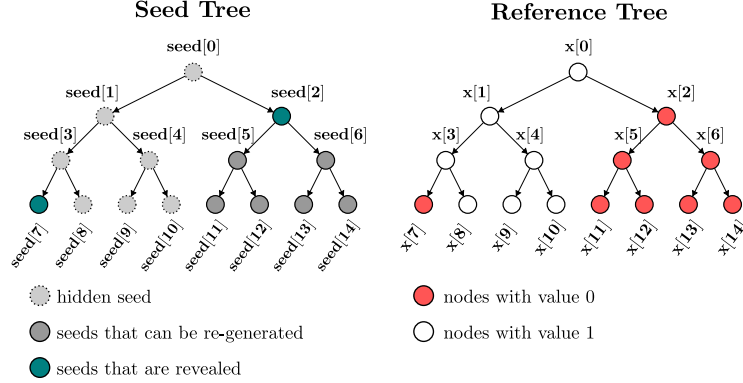 Seed Tree
Reference Tree
seed[0]
x[0]
seed[1]
seed[2]
x[1]
x[2]
seed[3]
seed[4]
seed[5]
seed[6]
x[3]
x[4]
x[5]
x[6]
seed[7]
seed[8]
seed[9]
seed[10]
seed[11]
seed[12]
seed[13]
seed[14]
x[7]
x[8]
x[9]
x[10]
x[11]
x[12]
x[13]
x[14]
hidden seed
nodes with value 0
seeds that can be re-generated
nodes with value 1
seeds that are revealed